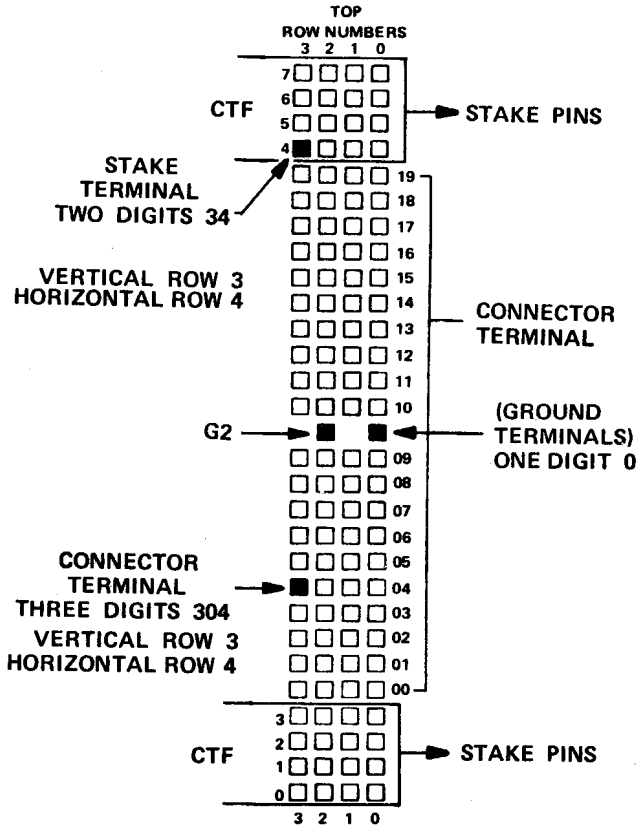 TOP
ROW NUMBERS
3 2 1 0
7
6
CTF
5
4
STAKE PINS
STAKE
TERMINAL
TWO DIGITS 34
VERTICAL ROW 3
HORIZONTAL ROW 4
19
18
17
16
15
14
13
12
11
10
CONNECTOR
TERMINAL
G2
(GROUND
TERMINALS)
ONE DIGIT 0
09
08
07
06
05
04
03
02
01
00
CONNECTOR
TERMINAL
THREE DIGITS 304
VERTICAL ROW 3
HORIZONTAL ROW 4
3
2
CTF
1
0
STAKE PINS
3 2 1 0